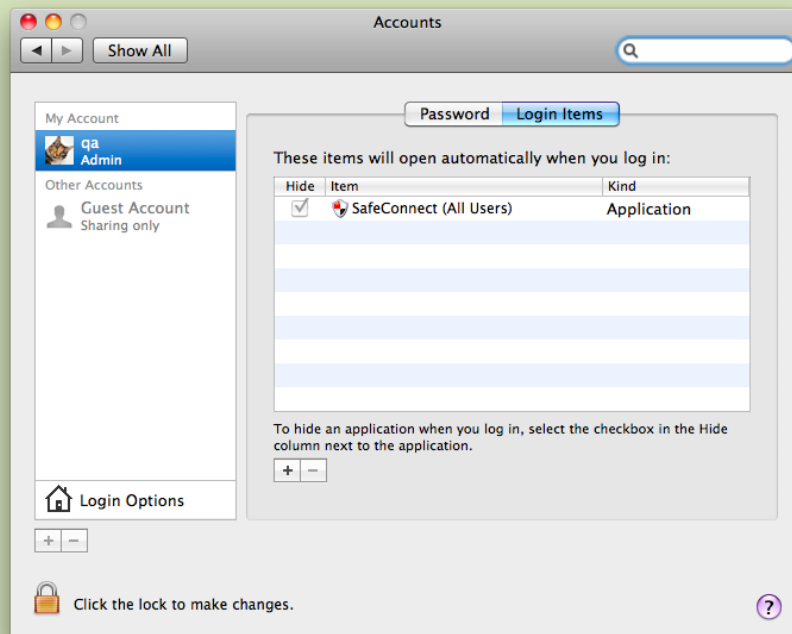 Accounts
Show All
My Account
qa
Admin
Other Accounts
Guest Account
Sharing only
Login Options
Password Login Items
These items will open automatically when you log in:
Hide Item Kind
SafeConnect (All Users) Application
To hide an application when you log in, select the checkbox in the Hide
column next to the application.
+ −
+ −
Click the lock to make changes.
?